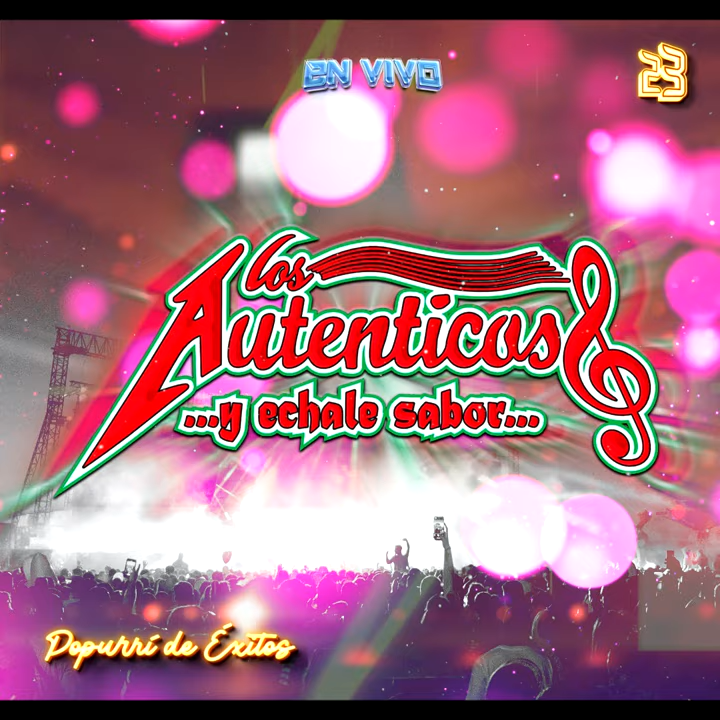 EN VIVO
23
los
Autenticos
...y echale sabor...
Popurrí de Éxitos